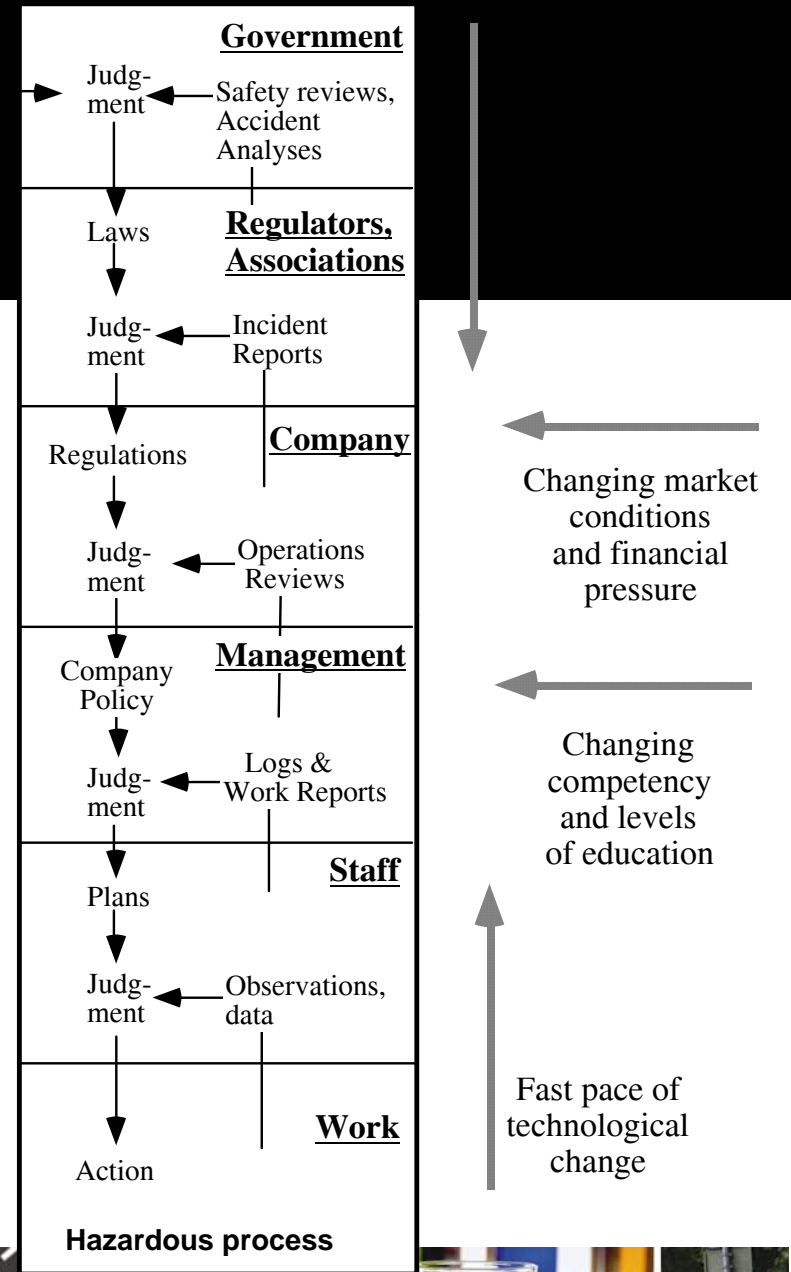 Government
Judg-
ment
Safety reviews,
Accident
Analyses
Laws
Regulators,
Associations
Judg-
ment
Incident
Reports
Company
Regulations
Changing market
conditions
and financial
pressure
Judg-
ment
Operations
Reviews
Management
Company
Policy
Judg-
ment
Logs &
Work Reports
Changing
competency
and levels
of education
Staff
Plans
Judg-
ment
Observations,
data
Work
Action
Fast pace of
technological
change
Hazardous process